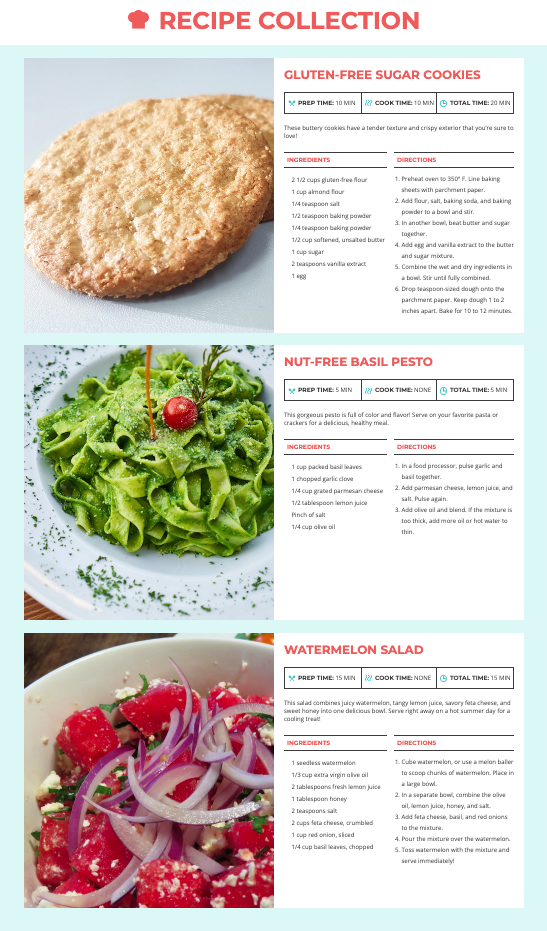 RECIPE COLLECTION
GLUTEN-FREE SUGAR COOKIES
PREP TIME: 10 MIN
COOK TIME: 10 MIN
TOTAL TIME: 20 MIN
These buttery cookies have a tender texture and crispy exterior that you're sure to
love!
INGREDIENTS
2 1/2 cups gluten-free flour
1 cup almond flour
1/4 teaspoon salt
1/2 teaspoon baking powder
1/4 teaspoon baking powder
1/2 cup softened, unsalted butter
1 cup sugar
2 teaspoons vanilla extract
1 egg
DIRECTIONS
1. Preheat oven to 350° F. Line baking
sheets with parchment paper.
2. Add flour, salt, baking soda, and baking
powder to a bowl and stir.
3. In another bowl, beat butter and sugar
together.
4. Add egg and vanilla extract to the butter
and sugar mixture.
5. Combine the wet and dry ingredients in
a bowl. Stir until fully combined.
6. Drop teaspoon-sized dough onto the
parchment paper. Keep dough 1 to 2
inches apart. Bake for 10 to 12 minutes.
NUT-FREE BASIL PESTO
PREP TIME: 5 MIN
COOK TIME: NONE
TOTAL TIME: 5 MIN
This gorgeous pesto is full of color and flavor! Serve on your favorite pasta or
crackers for a delicious, healthy meal.
INGREDIENTS
1 cup packed basil leaves
1 chopped garlic clove
1/4 cup grated parmesan cheese
1/2 tablespoon lemon juice
Pinch of salt
1/4 cup olive oil
DIRECTIONS
1. In a food processor, pulse garlic and
basil together.
2. Add parmesan cheese, lemon juice, and
salt. Pulse again.
3. Add olive oil and blend. If the mixture is
too thick, add more oil or hot water to
thin.
WATERMELON SALAD
PREP TIME: 15 MIN
COOK TIME: NONE
TOTAL TIME: 15 MIN
This salad combines juicy watermelon, tangy lemon juice, savory feta cheese, and
sweet honey into one delicious bowl. Serve right away on a hot summer day for a
cooling treat!
INGREDIENTS
1 seedless watermelon
1/3 cup extra virgin olive oil
2 tablespoons fresh lemon juice
1 tablespoon honey
2 teaspoons salt
2 cups feta cheese, crumbled
1 cup red onion, sliced
1/4 cup basil leaves, chopped
DIRECTIONS
1. Cube watermelon, or use a melon baller
to scoop chunks of watermelon. Place in
a large bowl.
2. In a separate bowl, combine the olive
oil, lemon juice, honey, and salt.
3. Add feta cheese, basil, and red onions
to the mixture.
4. Pour the mixture over the watermelon.
5. Toss watermelon with the mixture and
serve immediately!